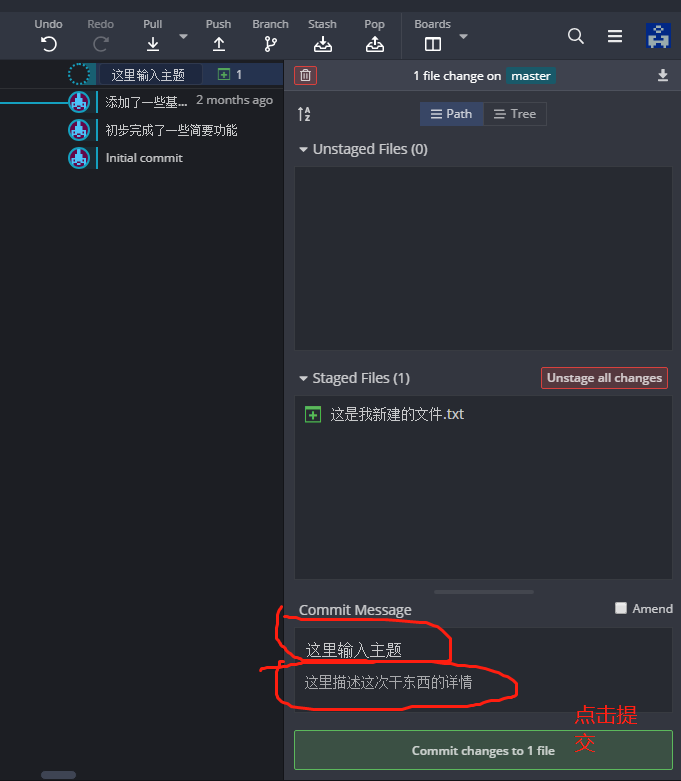 Undo Redo Pull Push Branch Stash Pop Boards
这里输入主题 1
1 file change on master
添加了一些基... 2 months ago
初步完成了一些简要功能
Initial commit
Path Tree
Unstaged Files (0)
Staged Files (1) Unstage all changes
这是我新建的文件.txt
Commit Message Amend
这里输入主题
这里描述这次干东西的详情
点击提
交
Commit changes to 1 file